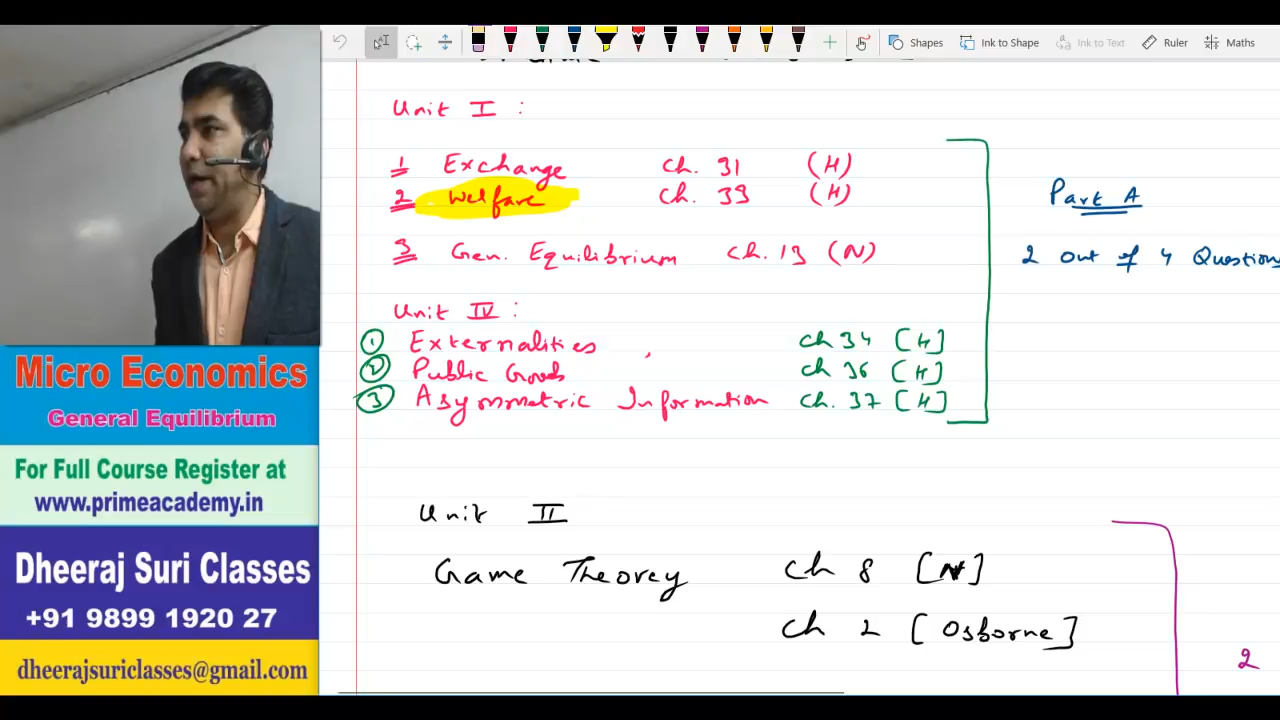 Shapes Ink to Shape Ink to Text Ruler Maths
Unit I :
1 Exchange ch. 31 (H)
2 Welfare ch. 33 (H)
3 Gen. Equilibrium ch. 13 (N)
Part A
2 out of 4 Questions
Unit IV :
1 Externalities , ch 34 [H]
2 Public Goods ch 36 [H]
3 Asymmetric Information ch. 37 [H]
Unit II
Game Theorey ch 8 [N]
ch 2 [Osborne]
2
Micro Economics
General Equilibrium
For Full Course Register at
www.primeacademy.in
Dheeraj Suri Classes
+91 9899 1920 27
dheerajsuriclasses@gmail.com